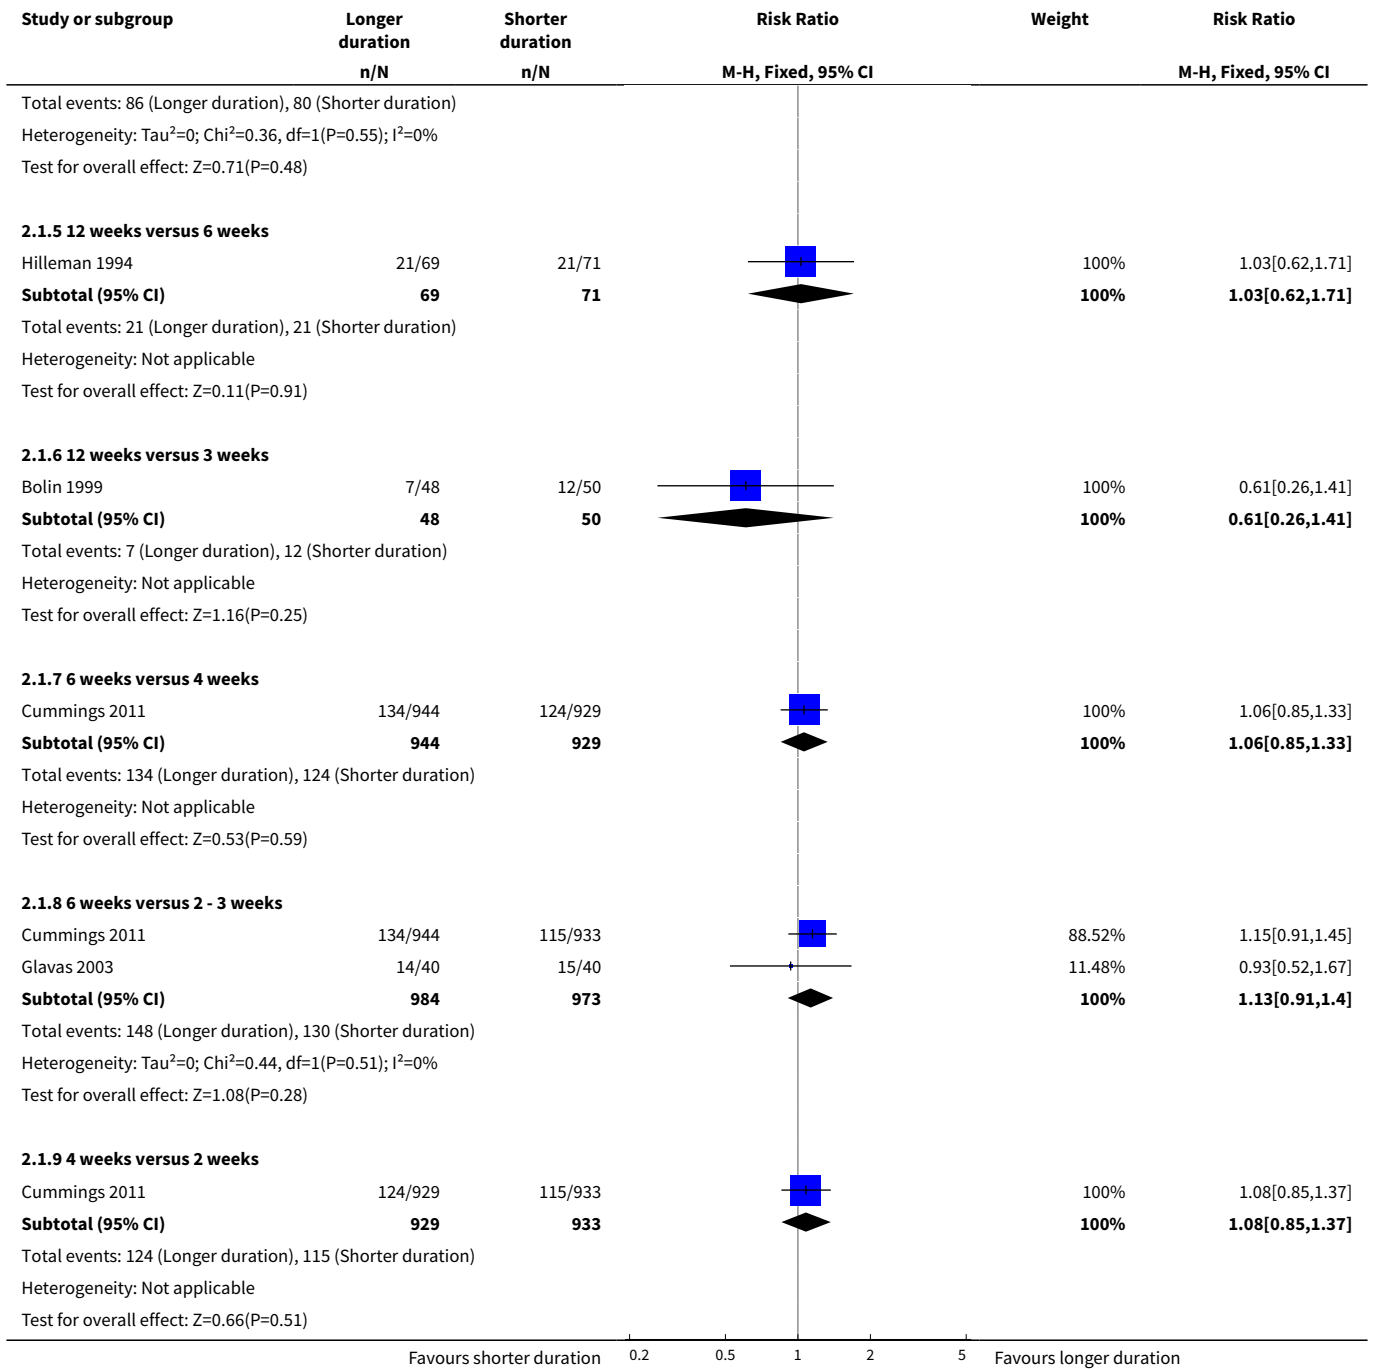 Study or subgroup Longer duration Shorter duration Risk Ratio Weight Risk Ratio
n/N n/N M-H, Fixed, 95% CI M-H, Fixed, 95% CI
Total events: 86 (Longer duration), 80 (Shorter duration)
Heterogeneity: Tau²=0; Chi²=0.36, df=1(P=0.55); I²=0%
Test for overall effect: Z=0.71(P=0.48)
2.1.5 12 weeks versus 6 weeks
Hilleman 1994 21/69 21/71 100% 1.03[0.62,1.71]
Subtotal (95% CI) 69 71 100% 1.03[0.62,1.71]
Total events: 21 (Longer duration), 21 (Shorter duration)
Heterogeneity: Not applicable
Test for overall effect: Z=0.11(P=0.91)
2.1.6 12 weeks versus 3 weeks
Bolin 1999 7/48 12/50 100% 0.61[0.26,1.41]
Subtotal (95% CI) 48 50 100% 0.61[0.26,1.41]
Total events: 7 (Longer duration), 12 (Shorter duration)
Heterogeneity: Not applicable
Test for overall effect: Z=1.16(P=0.25)
2.1.7 6 weeks versus 4 weeks
Cummings 2011 134/944 124/929 100% 1.06[0.85,1.33]
Subtotal (95% CI) 944 929 100% 1.06[0.85,1.33]
Total events: 134 (Longer duration), 124 (Shorter duration)
Heterogeneity: Not applicable
Test for overall effect: Z=0.53(P=0.59)
2.1.8 6 weeks versus 2 - 3 weeks
Cummings 2011 134/944 115/933 88.52% 1.15[0.91,1.45]
Glavas 2003 14/40 15/40 11.48% 0.93[0.52,1.67]
Subtotal (95% CI) 984 973 100% 1.13[0.91,1.4]
Total events: 148 (Longer duration), 130 (Shorter duration)
Heterogeneity: Tau²=0; Chi²=0.44, df=1(P=0.51); I²=0%
Test for overall effect: Z=1.08(P=0.28)
2.1.9 4 weeks versus 2 weeks
Cummings 2011 124/929 115/933 100% 1.08[0.85,1.37]
Subtotal (95% CI) 929 933 100% 1.08[0.85,1.37]
Total events: 124 (Longer duration), 115 (Shorter duration)
Heterogeneity: Not applicable
Test for overall effect: Z=0.66(P=0.51)
Favours shorter duration 0.2 0.5 1 2 5 Favours longer duration